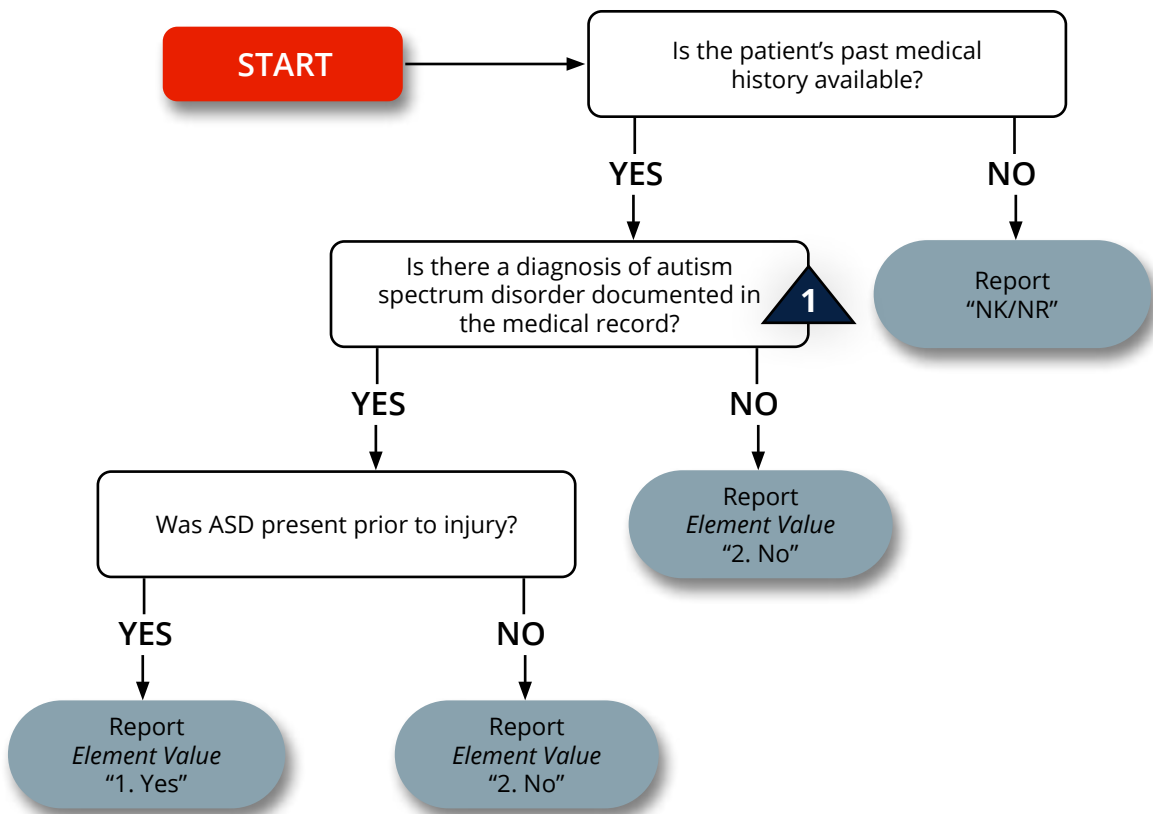 START
Is the patient’s past medical
history available?
YES
NO
Is there a diagnosis of autism
spectrum disorder documented in
the medical record?
1
Report
“NK/NR”
YES
NO
Was ASD present prior to injury?
Report
Element Value
“2. No”
YES
NO
Report
Element Value
“1. Yes”
Report
Element Value
“2. No”